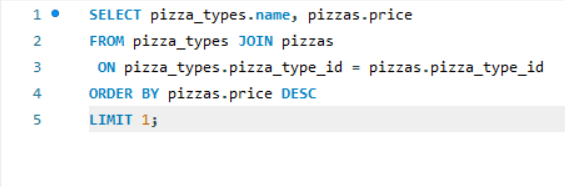 1 SELECT pizza_types.name, pizzas.price
2 FROM pizza_types JOIN pizzas
3 ON pizza_types.pizza_type_id = pizzas.pizza_type_id
4 ORDER BY pizzas.price DESC
5 LIMIT 1;